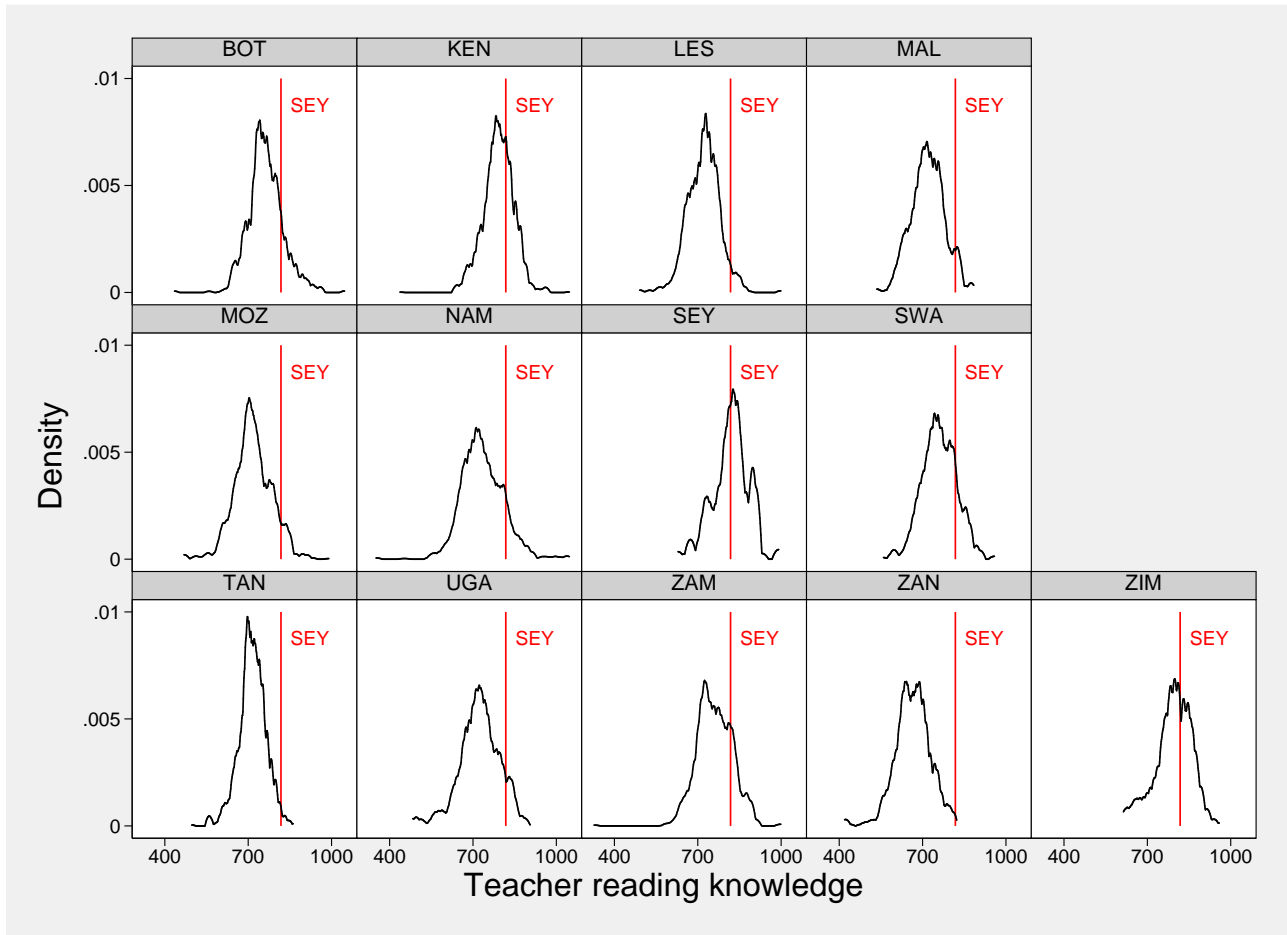 BOT KEN LES MAL
.01 SEY SEY SEY SEY
.005
0
MOZ NAM SEY SWA
.01 SEY SEY SEY SEY
.005
0
TAN UGA ZAM ZAN ZIM
.01 SEY SEY SEY SEY SEY
.005
0
400 700 1000 400 700 1000 400 700 1000 400 700 1000 400 700 1000
Density
Teacher reading knowledge